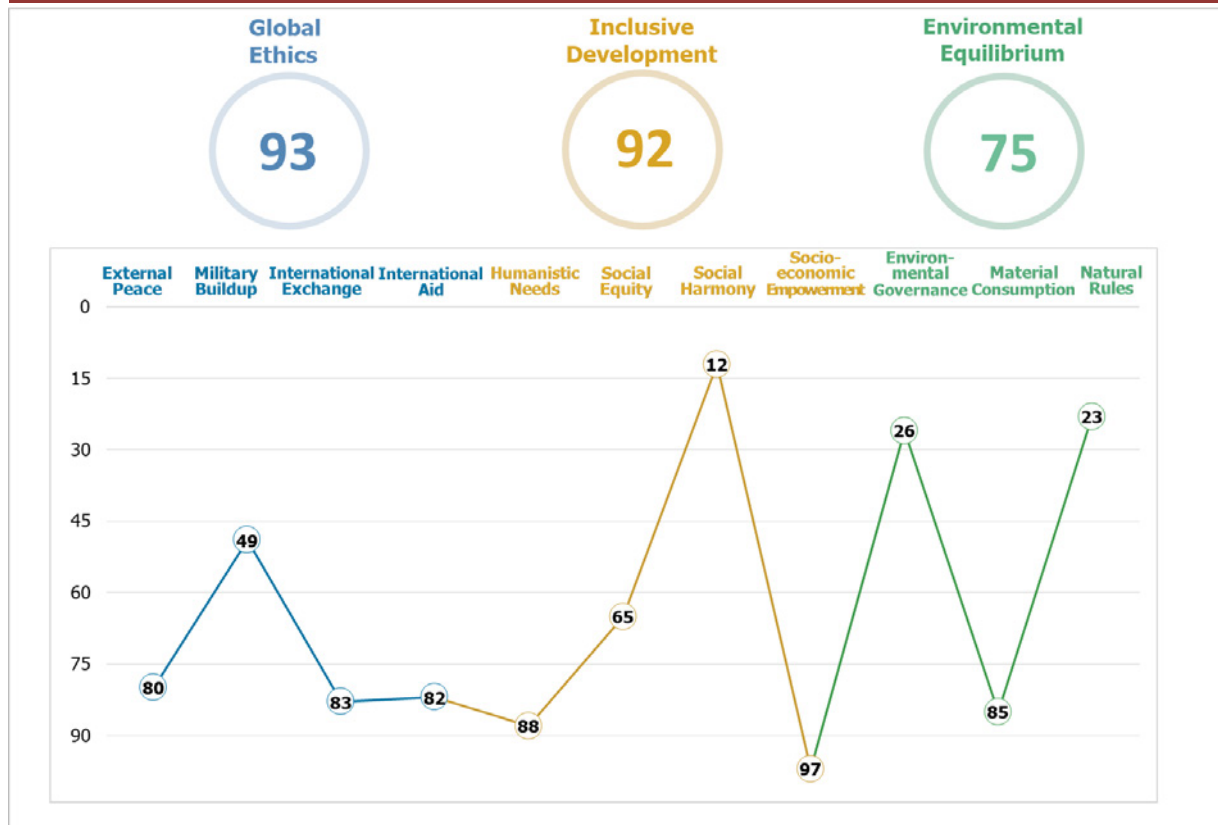 Global
Ethics
93
Inclusive
Development
92
Environmental
Equilibrium
75
External
Peace
Military
Buildup
International
Exchange
International
Aid
Humanistic
Needs
Social
Equity
Social
Harmony
Socio-
economic
Empowerment
Environ-
mental
Governance
Material
Consumption
Natural
Rules
0
15
30
45
60
75
90
80
49
83
82
88
65
12
97
26
85
23